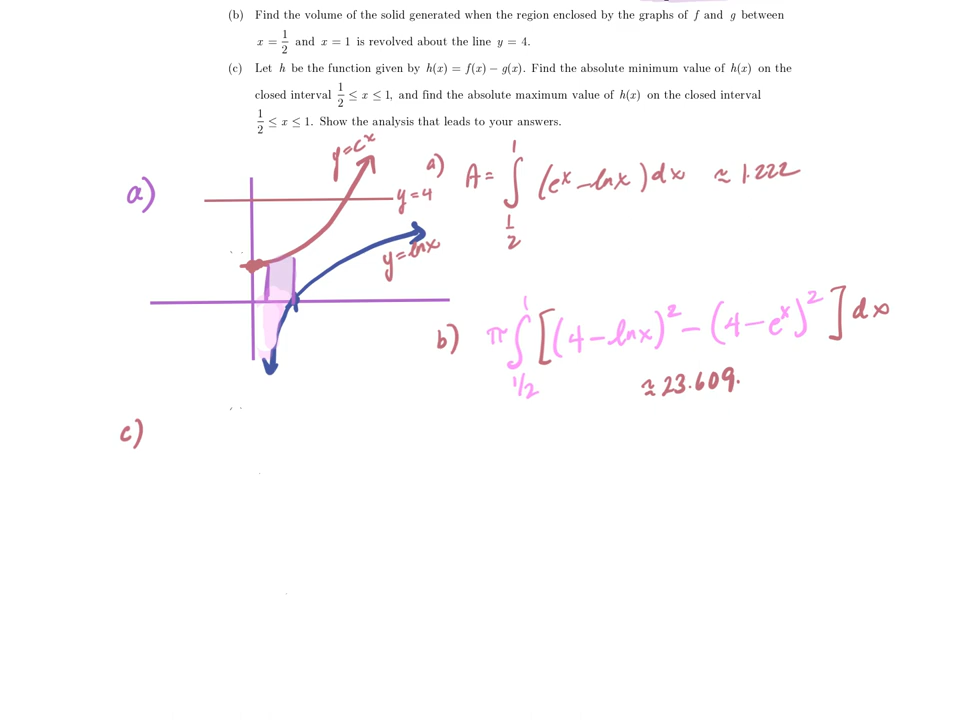 (b) Find the volume of the solid generated when the region enclosed by the graphs of f and g between
x = 1/2 and x = 1 is revolved about the line y = 4.
(c) Let h be the function given by h(x) = f(x) − g(x). Find the absolute minimum value of h(x) on the
closed interval 1/2 ≤ x ≤ 1, and find the absolute maximum value of h(x) on the closed interval
1/2 ≤ x ≤ 1. Show the analysis that leads to your answers.
a)
y=e^x
y=4
y=lnx
a) A = ∫_{1/2}^{1} (e^x − lnx) dx ≈ 1.222
b) π ∫_{1/2}^{1} [(4−lnx)^2 − (4−e^x)^2] dx
≈ 23.609.
c)